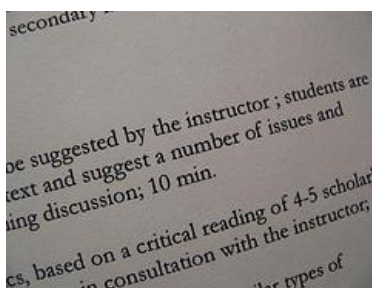 secondary
be suggested by the instructor ; students are
text and suggest a number of issues and
ing discussion; 10 min.
cs, based on a critical reading of 4-5 scholarl
in consultation with the instructor;
types of